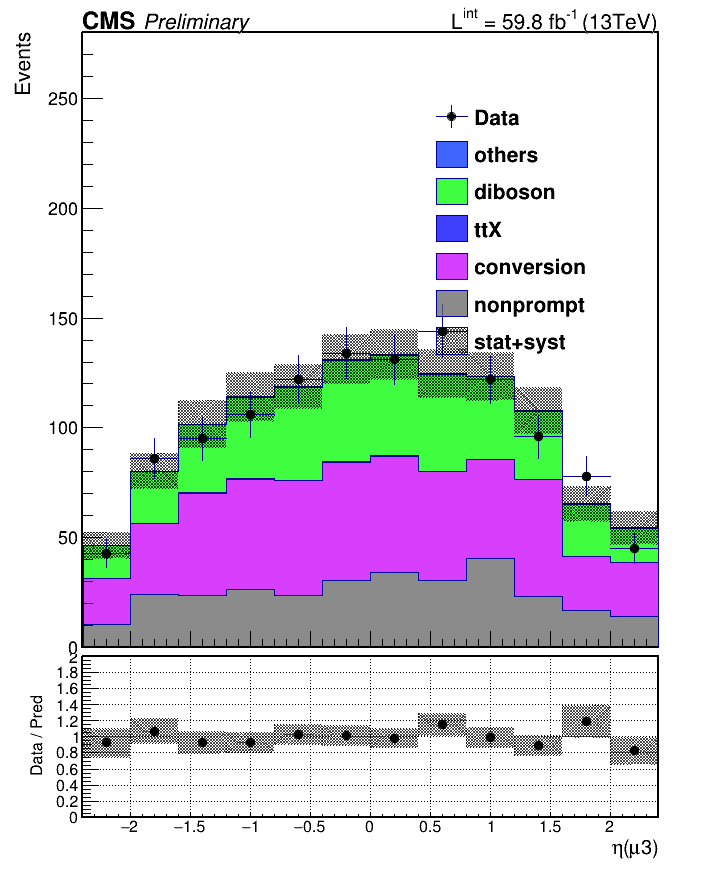 CMS Preliminary L^int = 59.8 fb^-1 (13TeV)
Events
250
200
150
100
50
0
Data
others
diboson
ttX
conversion
nonprompt
stat+syst
Data / Pred
2
1.8
1.6
1.4
1.2
1
0.8
0.6
0.4
0.2
0
−2 −1.5 −1 −0.5 0 0.5 1 1.5 2
η(μ3)